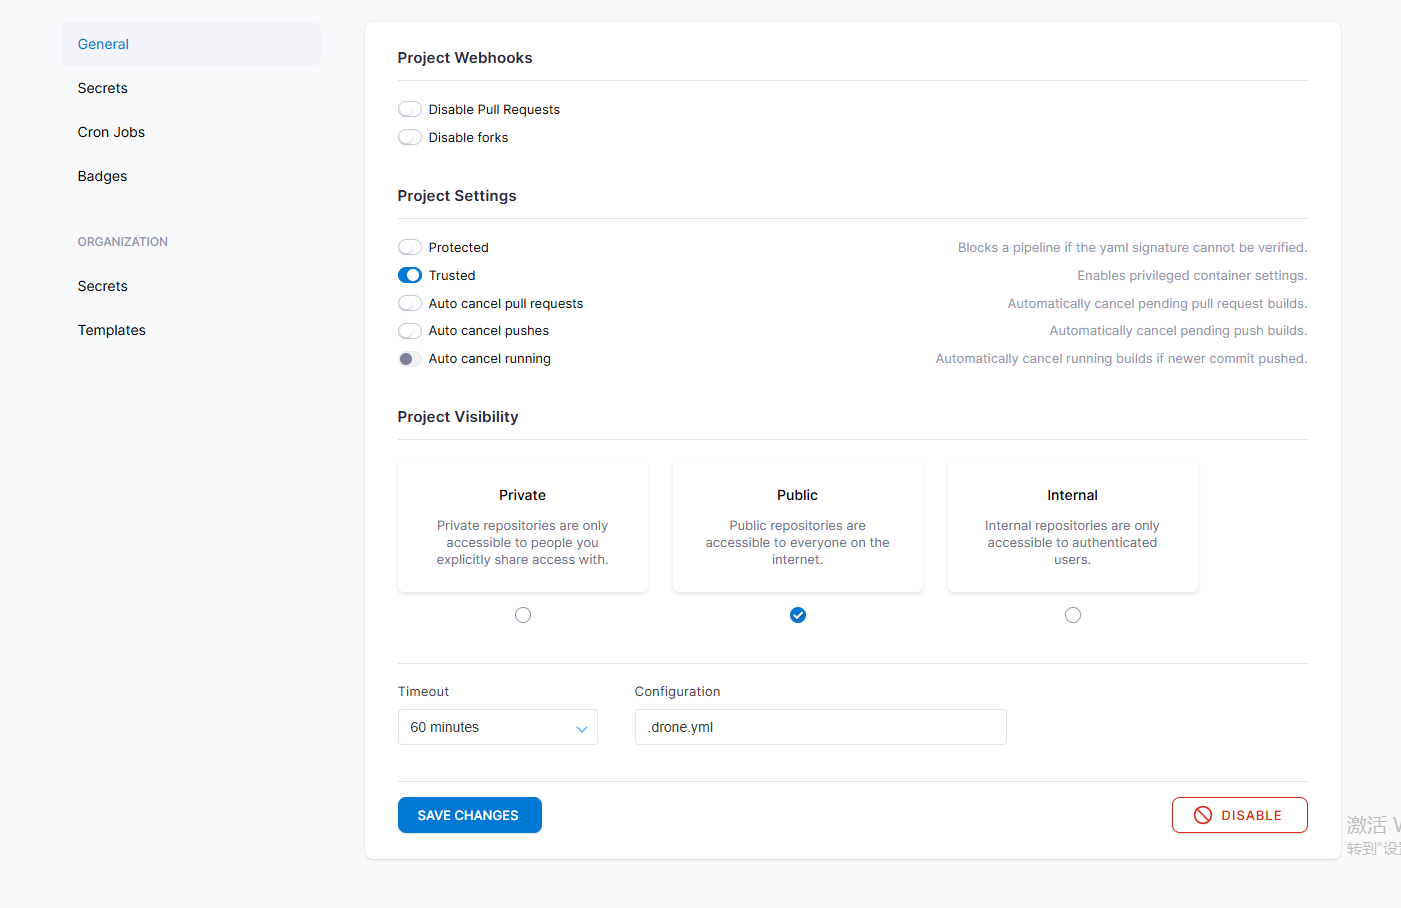 General
Secrets
Cron Jobs
Badges
ORGANIZATION
Secrets
Templates
Project Webhooks
Disable Pull Requests
Disable forks
Project Settings
Protected
Blocks a pipeline if the yaml signature cannot be verified.
Trusted
Enables privileged container settings.
Auto cancel pull requests
Automatically cancel pending pull request builds.
Auto cancel pushes
Automatically cancel pending push builds.
Auto cancel running
Automatically cancel running builds if newer commit pushed.
Project Visibility
Private
Private repositories are only
accessible to people you
explicitly share access with.
Public
Public repositories are
accessible to everyone on the
internet.
Internal
Internal repositories are only
accessible to authenticated
users.
Timeout
60 minutes
Configuration
.drone.yml
SAVE CHANGES
DISABLE
激活
转到"设